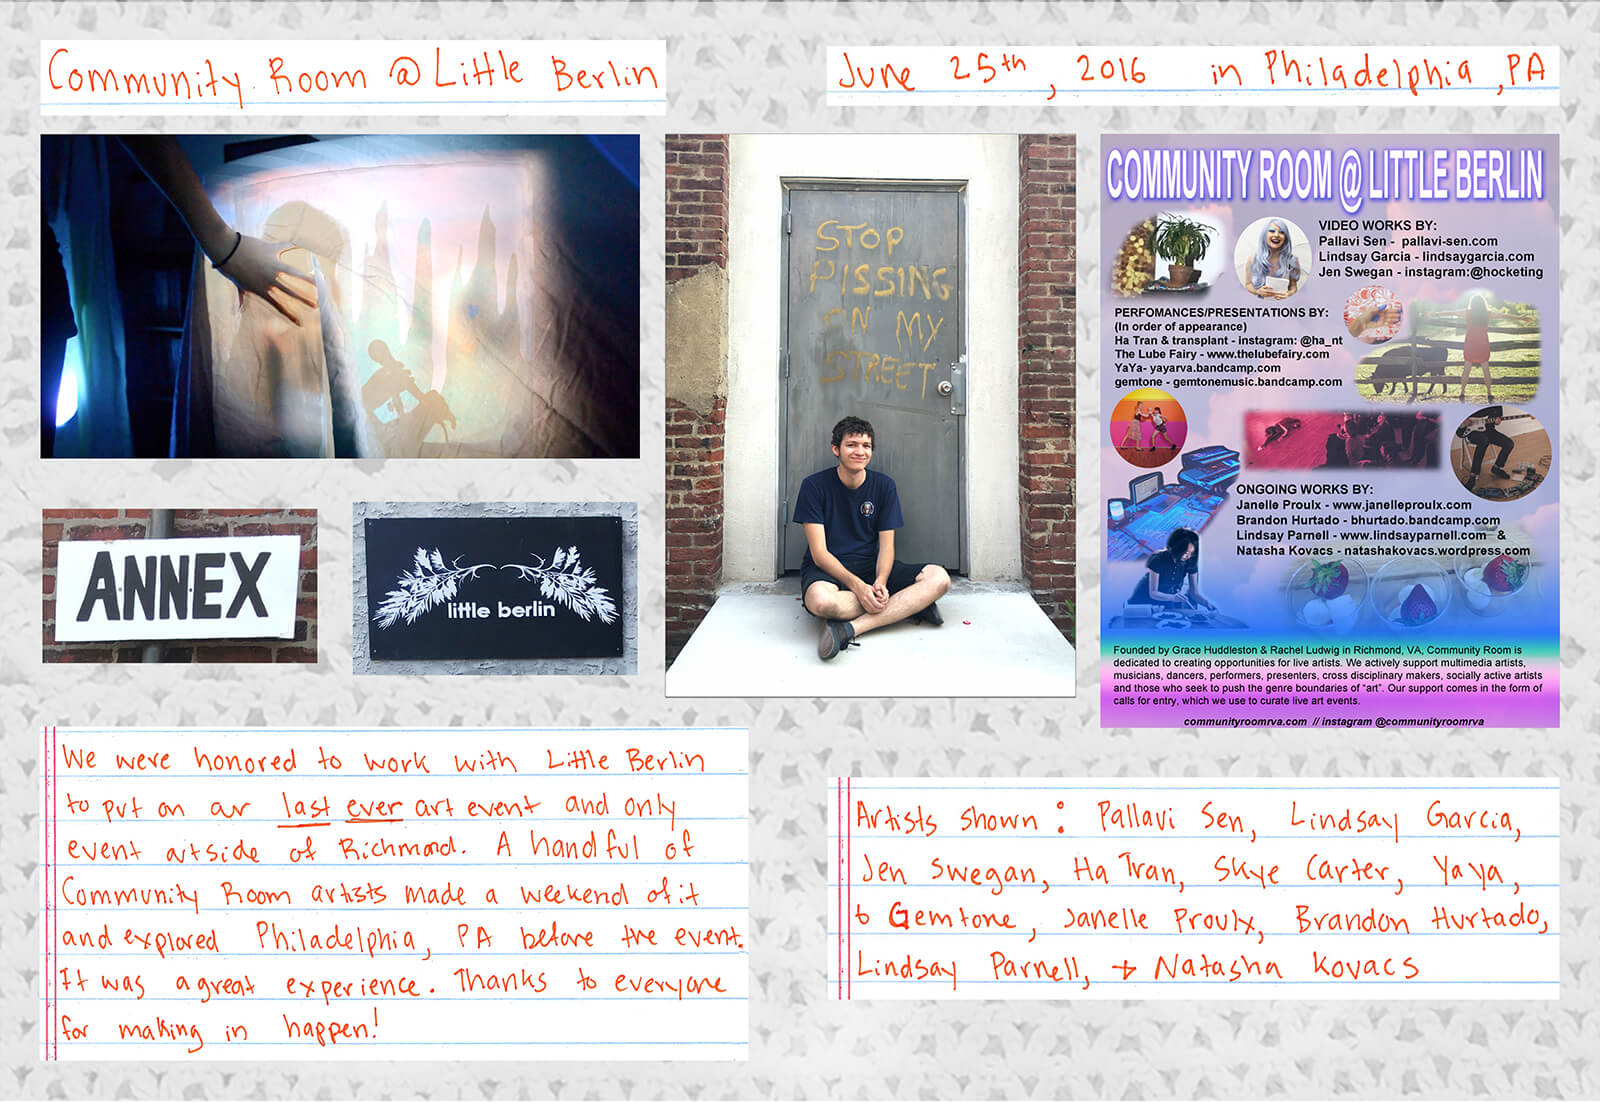 Community Room @ Little Berlin
June 25th, 2016 in Philadelphia, PA
STOP
PISSING
ON MY
STREET
COMMUNITY ROOM @ LITTLE BERLIN
VIDEO WORKS BY:
Pallavi Sen - pallavi-sen.com
Lindsay Garcia - lindsaygarcia.com
Jen Swegan - instagram:@hocketing
PERFOMANCES/PRESENTATIONS BY:
(In order of appearance)
Ha Tran & transplant - instagram: @ha_nt
The Lube Fairy - www.thelubefairy.com
YaYa- yayarva.bandcamp.com
gemtone - gemtonemusic.bandcamp.com
ONGOING WORKS BY:
Janelle Proulx - www.janelleproulx.com
Brandon Hurtado - bhurtado.bandcamp.com
Lindsay Parnell - www.lindsayparnell.com &
Natasha Kovacs - natashakovacs.wordpress.com
Founded by Grace Huddleston & Rachel Ludwig in Richmond, VA, Community Room is
dedicated to creating opportunities for live artists. We actively support multimedia artists,
musicians, dancers, performers, presenters, cross disciplinary makers, socially active artists
and those who seek to push the genre boundaries of "art". Our support comes in the form of
calls for entry, which we use to curate live art events.
communityroomrva.com // instagram @communityroomrva
ANNEX
little berlin
We were honored to work with Little Berlin
to put on our last ever art event and only
event outside of Richmond. A handful of
Community Room artists made a weekend of it
and explored Philadelphia, PA before the event.
It was a great experience. Thanks to everyone
for making in happen!
Artists shown: Pallavi Sen, Lindsay Garcia,
Jen Swegan, Ha Tran, Skye Carter, Yaya,
Gemtone, Janelle Proulx, Brandon Hurtado,
Lindsay Parnell, + Natasha Kovacs